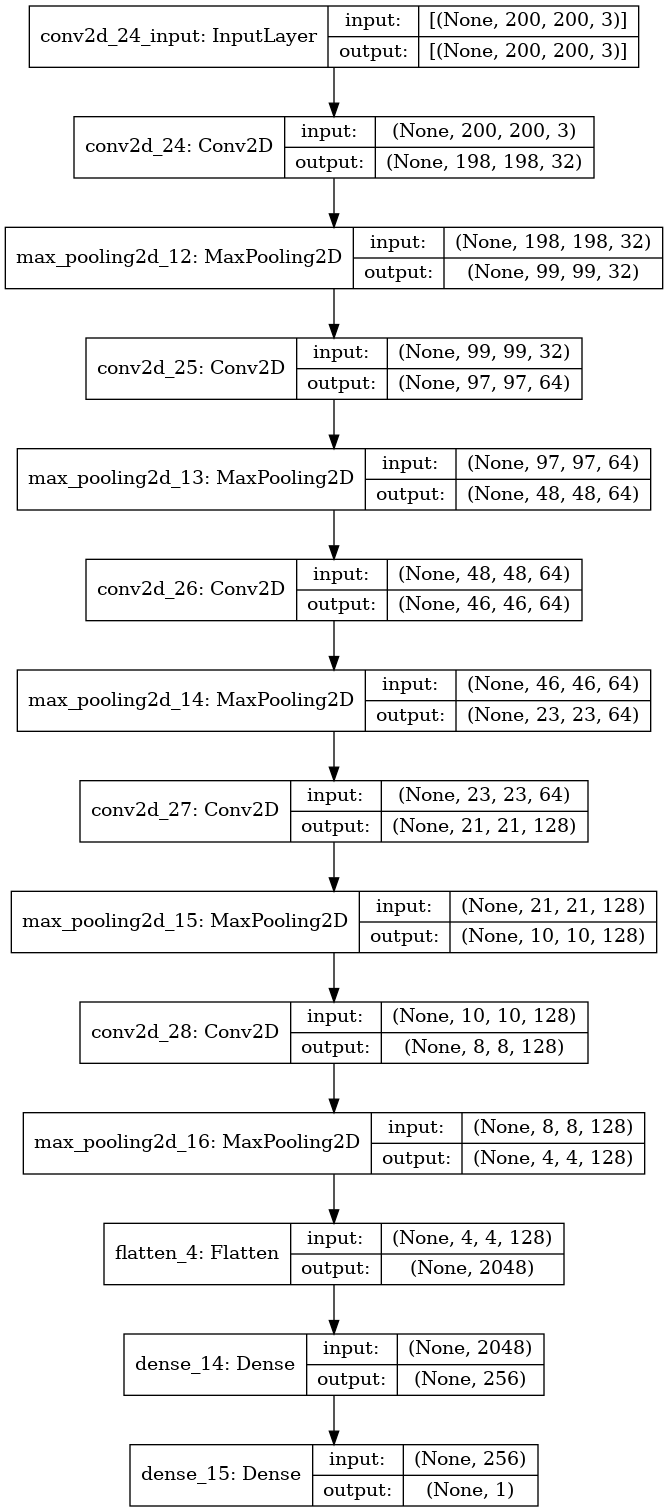 conv2d_24_input: InputLayer
input: [(None, 200, 200, 3)]
output: [(None, 200, 200, 3)]
conv2d_24: Conv2D
input: (None, 200, 200, 3)
output: (None, 198, 198, 32)
max_pooling2d_12: MaxPooling2D
input: (None, 198, 198, 32)
output: (None, 99, 99, 32)
conv2d_25: Conv2D
input: (None, 99, 99, 32)
output: (None, 97, 97, 64)
max_pooling2d_13: MaxPooling2D
input: (None, 97, 97, 64)
output: (None, 48, 48, 64)
conv2d_26: Conv2D
input: (None, 48, 48, 64)
output: (None, 46, 46, 64)
max_pooling2d_14: MaxPooling2D
input: (None, 46, 46, 64)
output: (None, 23, 23, 64)
conv2d_27: Conv2D
input: (None, 23, 23, 64)
output: (None, 21, 21, 128)
max_pooling2d_15: MaxPooling2D
input: (None, 21, 21, 128)
output: (None, 10, 10, 128)
conv2d_28: Conv2D
input: (None, 10, 10, 128)
output: (None, 8, 8, 128)
max_pooling2d_16: MaxPooling2D
input: (None, 8, 8, 128)
output: (None, 4, 4, 128)
flatten_4: Flatten
input: (None, 4, 4, 128)
output: (None, 2048)
dense_14: Dense
input: (None, 2048)
output: (None, 256)
dense_15: Dense
input: (None, 256)
output: (None, 1)